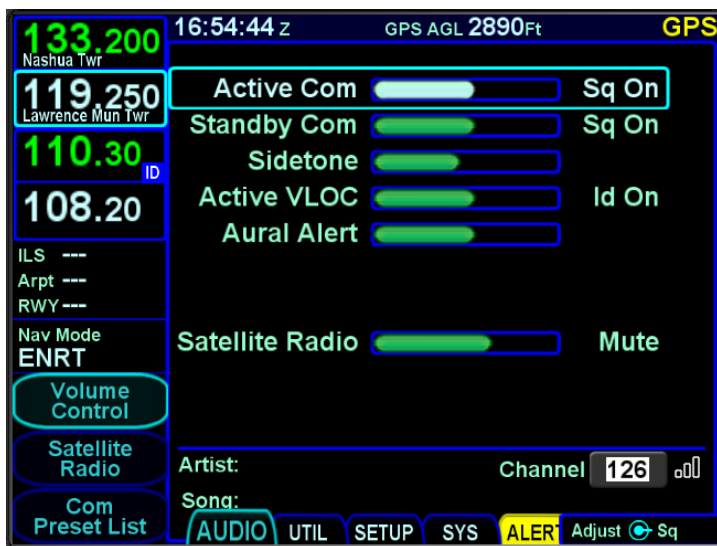 133.200
Nashua Twr
119.250
Lawrence Mun Twr
110.30
ID
108.20
ILS ---
Arpt ---
RWY---
Nav Mode
ENRT
Volume
Control
Satellite
Radio
Com
Preset List
16:54:44 Z GPS AGL 2890Ft GPS
Active Com Sq On
Standby Com Sq On
Sidetone
Active VLOC Id On
Aural Alert
Satellite Radio Mute
Artist: Channel 126
Song:
AUDIO UTIL SETUP SYS ALERT Adjust Sq